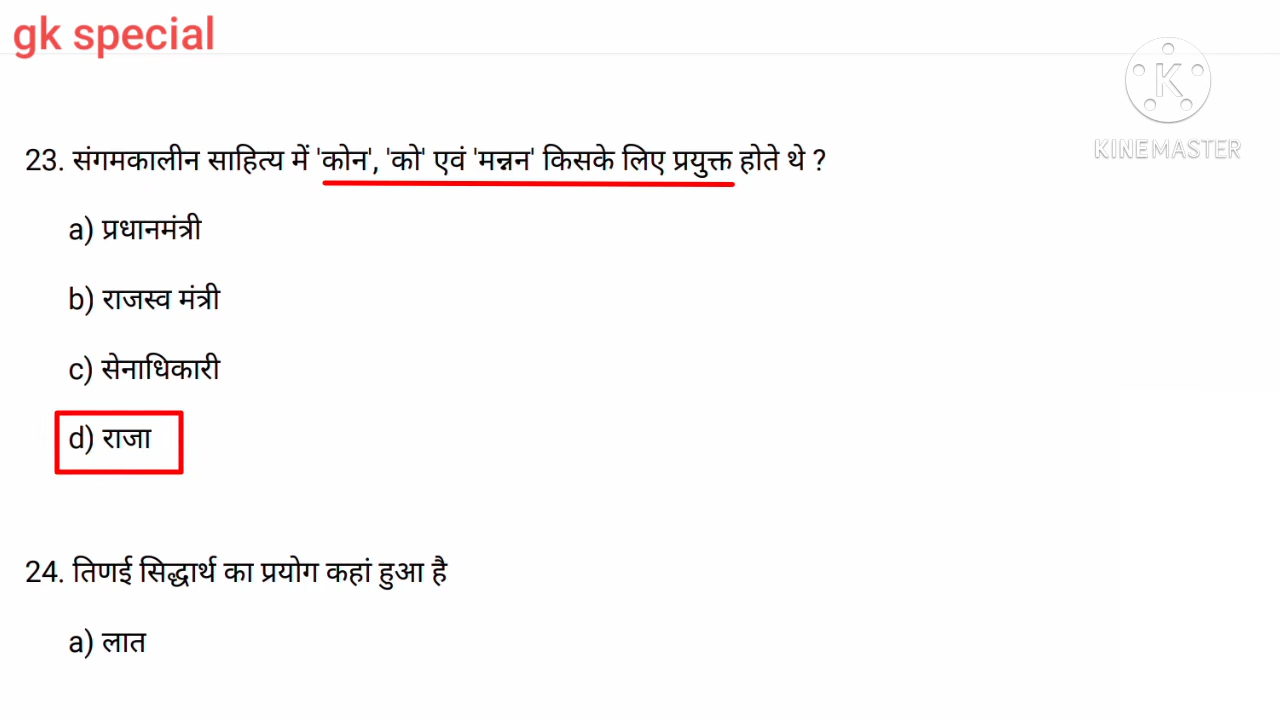 gk special
K
KINEMASTER
23. संगमकालीन साहित्य में 'कोन', 'को' एवं 'मन्नन' किसके लिए प्रयुक्त होते थे ?
a) प्रधानमंत्री
b) राजस्व मंत्री
c) सेनाधिकारी
d) राजा
24. तिणई सिद्धार्थ का प्रयोग कहां हुआ है
a) लात